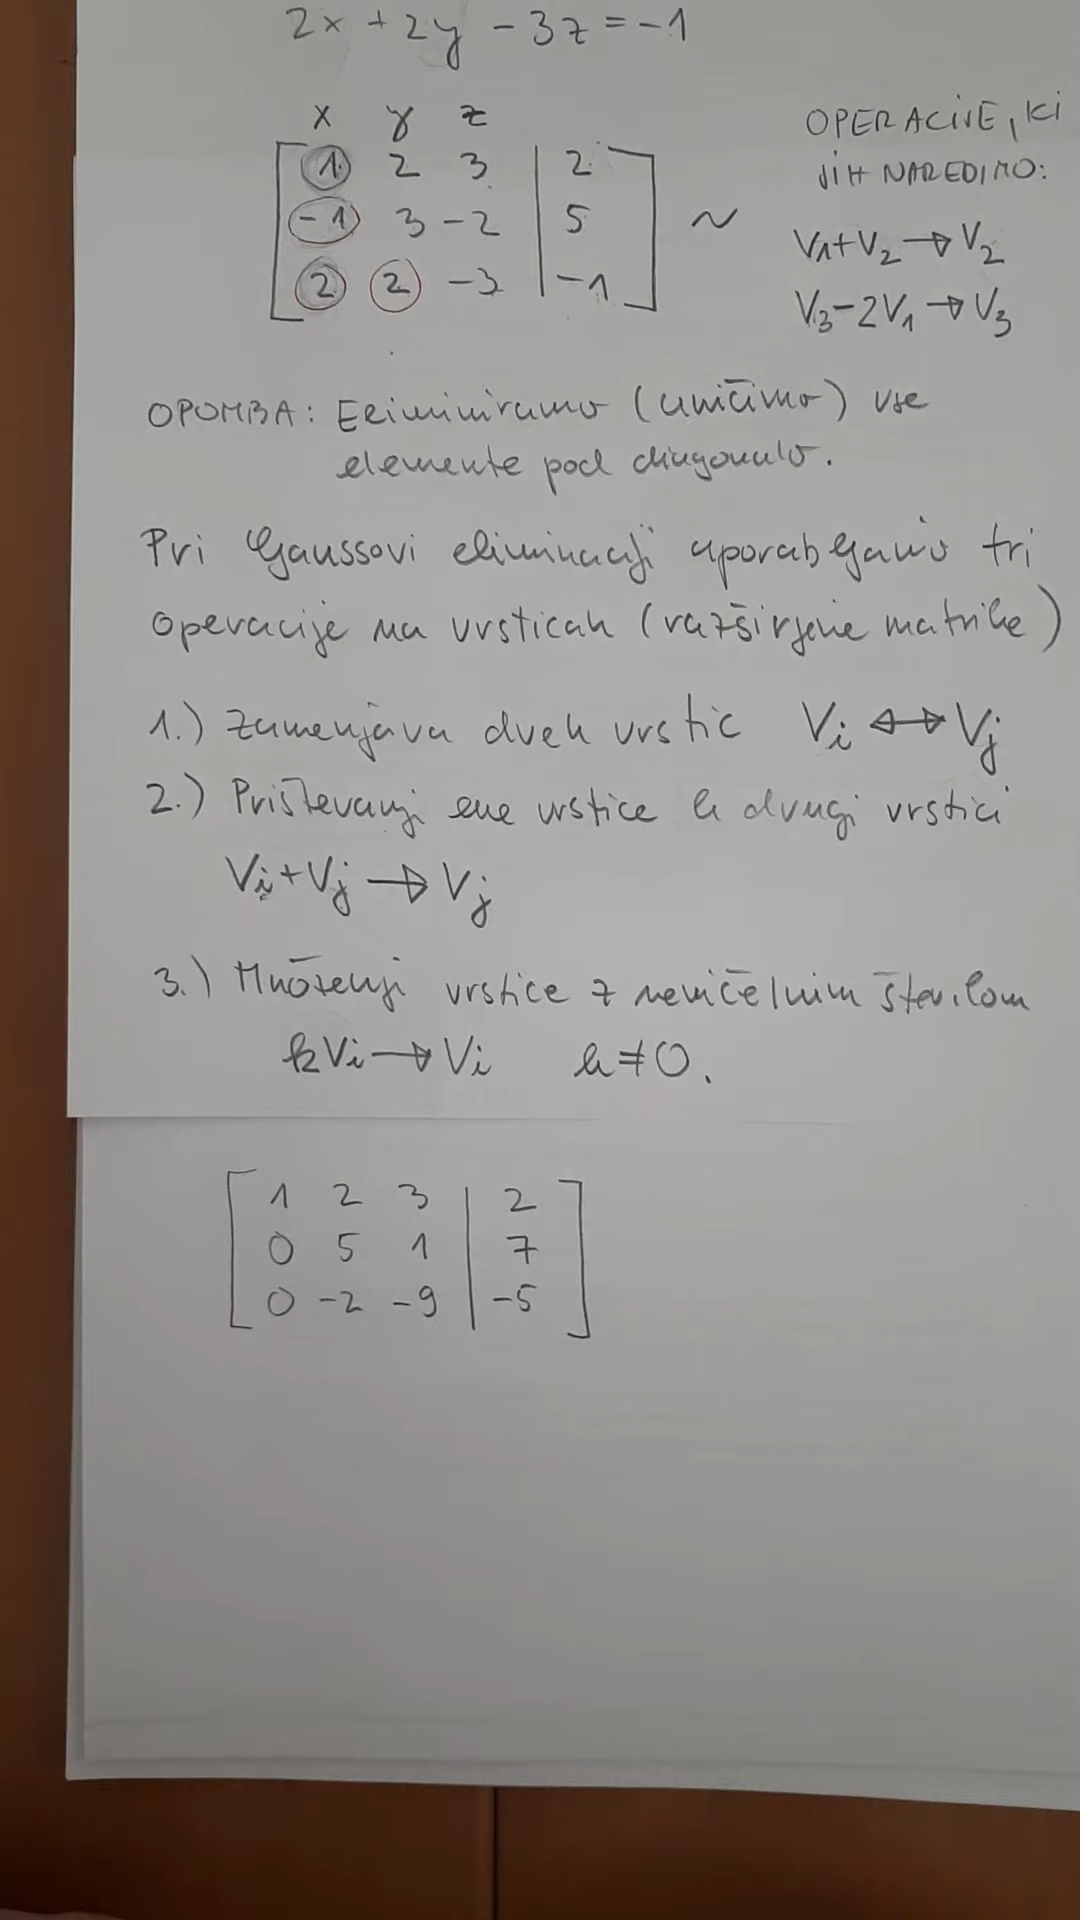 2x + 2y - 3z = -1
x y z
1 2 3 | 2
-1 3 -2 | 5 ~
2 2 -3 | -1
OPERACIJE, KI
JIH NAREDIMO:
V1+V2 → V2
V3-2V1 → V3
OPOMBA: Eliminiramo (uničimo) vse
elemente pod diagonalo.
Pri Gaussovi eliminaciji uporabljamo tri
operacije na vrsticah (razširjene matrike)
1.) Zamenjava dveh vrstic Vi ↔ Vj
2.) Prištevanje ene vrstice k drugi vrstici
Vi+Vj → Vj
3.) Množenje vrstice z neničelnim številom
kVi → Vi k≠0.
1 2 3 | 2
0 5 1 | 7
0 -2 -9 | -5